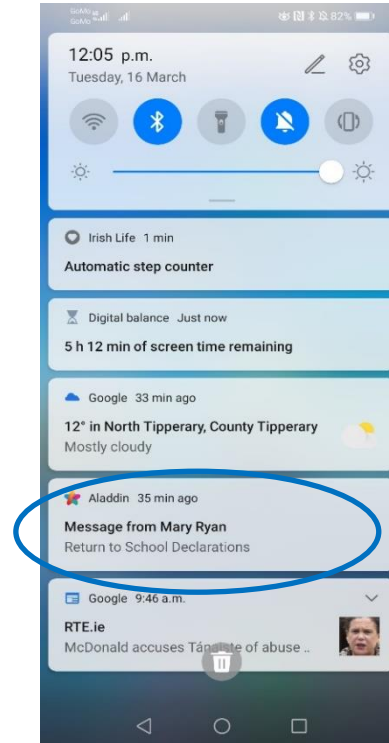 GoMo
GoMo
82%
12:05 p.m.
Tuesday, 16 March
Irish Life 1 min
Automatic step counter
Digital balance Just now
5 h 12 min of screen time remaining
Google 33 min ago
12° in North Tipperary, County Tipperary
Mostly cloudy
Aladdin 35 min ago
Message from Mary Ryan
Return to School Declarations
Google 9:46 a.m.
RTE.ie
McDonald accuses Tánaiste of abuse ..